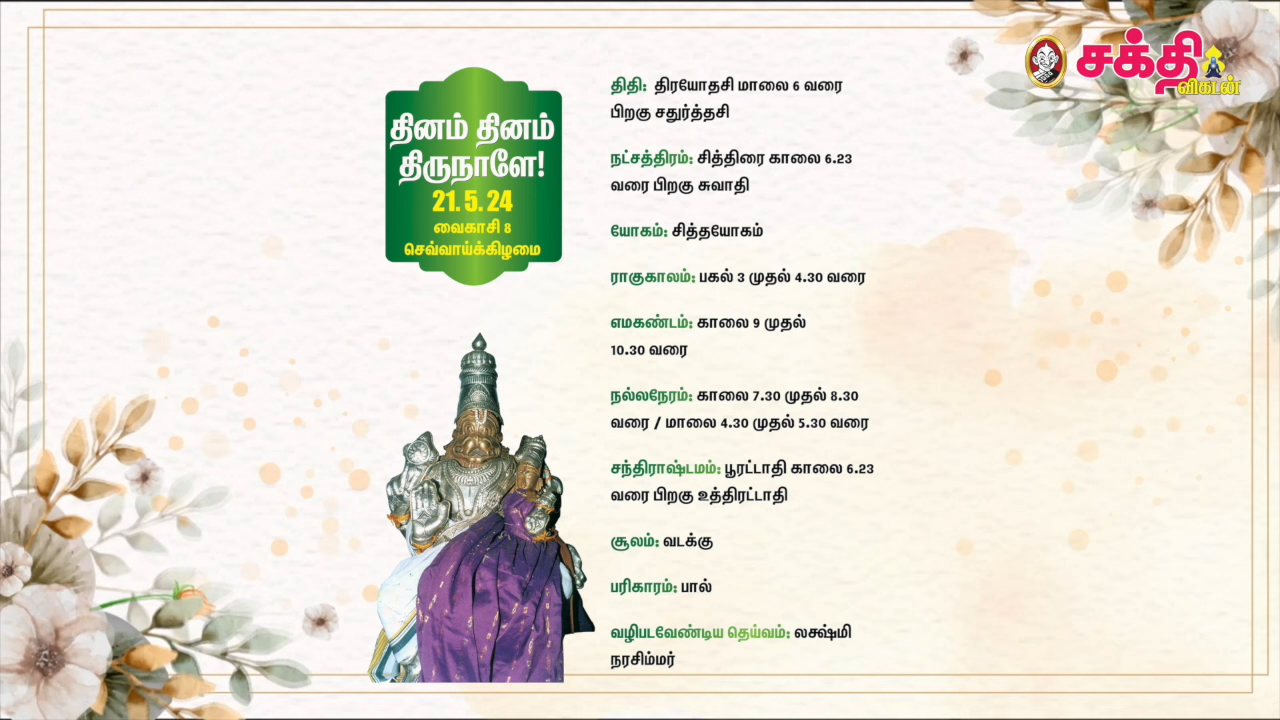 சக்தி
விகடன்
தினம் தினம்
திருநாளே!
21. 5. 24
வைகாசி 8
செவ்வாய்க்கிழமை
திதி: திரயோதசி மாலை 6 வரை
பிறகு சதுர்த்தசி
நட்சத்திரம்: சித்திரை காலை 6.23
வரை பிறகு சுவாதி
யோகம்: சித்தயோகம்
ராகுகாலம்: பகல் 3 முதல் 4.30 வரை
எமகண்டம்: காலை 9 முதல்
10.30 வரை
நல்லநேரம்: காலை 7.30 முதல் 8.30
வரை / மாலை 4.30 முதல் 5.30 வரை
சந்திராஷ்டமம்: பூரட்டாதி காலை 6.23
வரை பிறகு உத்திரட்டாதி
சூலம்: வடக்கு
பரிகாரம்: பால்
வழிபடவேண்டிய தெய்வம்: லக்ஷ்மி
நரசிம்மர்